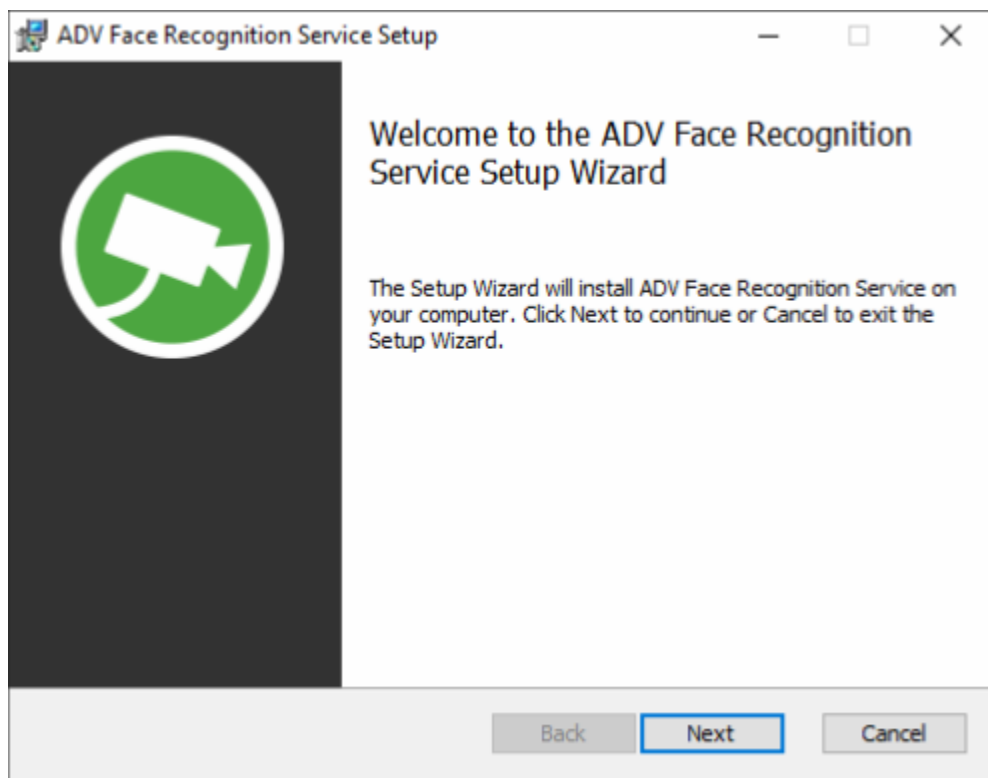 ADV Face Recognition Service Setup
Welcome to the ADV Face Recognition
Service Setup Wizard
The Setup Wizard will install ADV Face Recognition Service on
your computer. Click Next to continue or Cancel to exit the
Setup Wizard.
Back Next Cancel